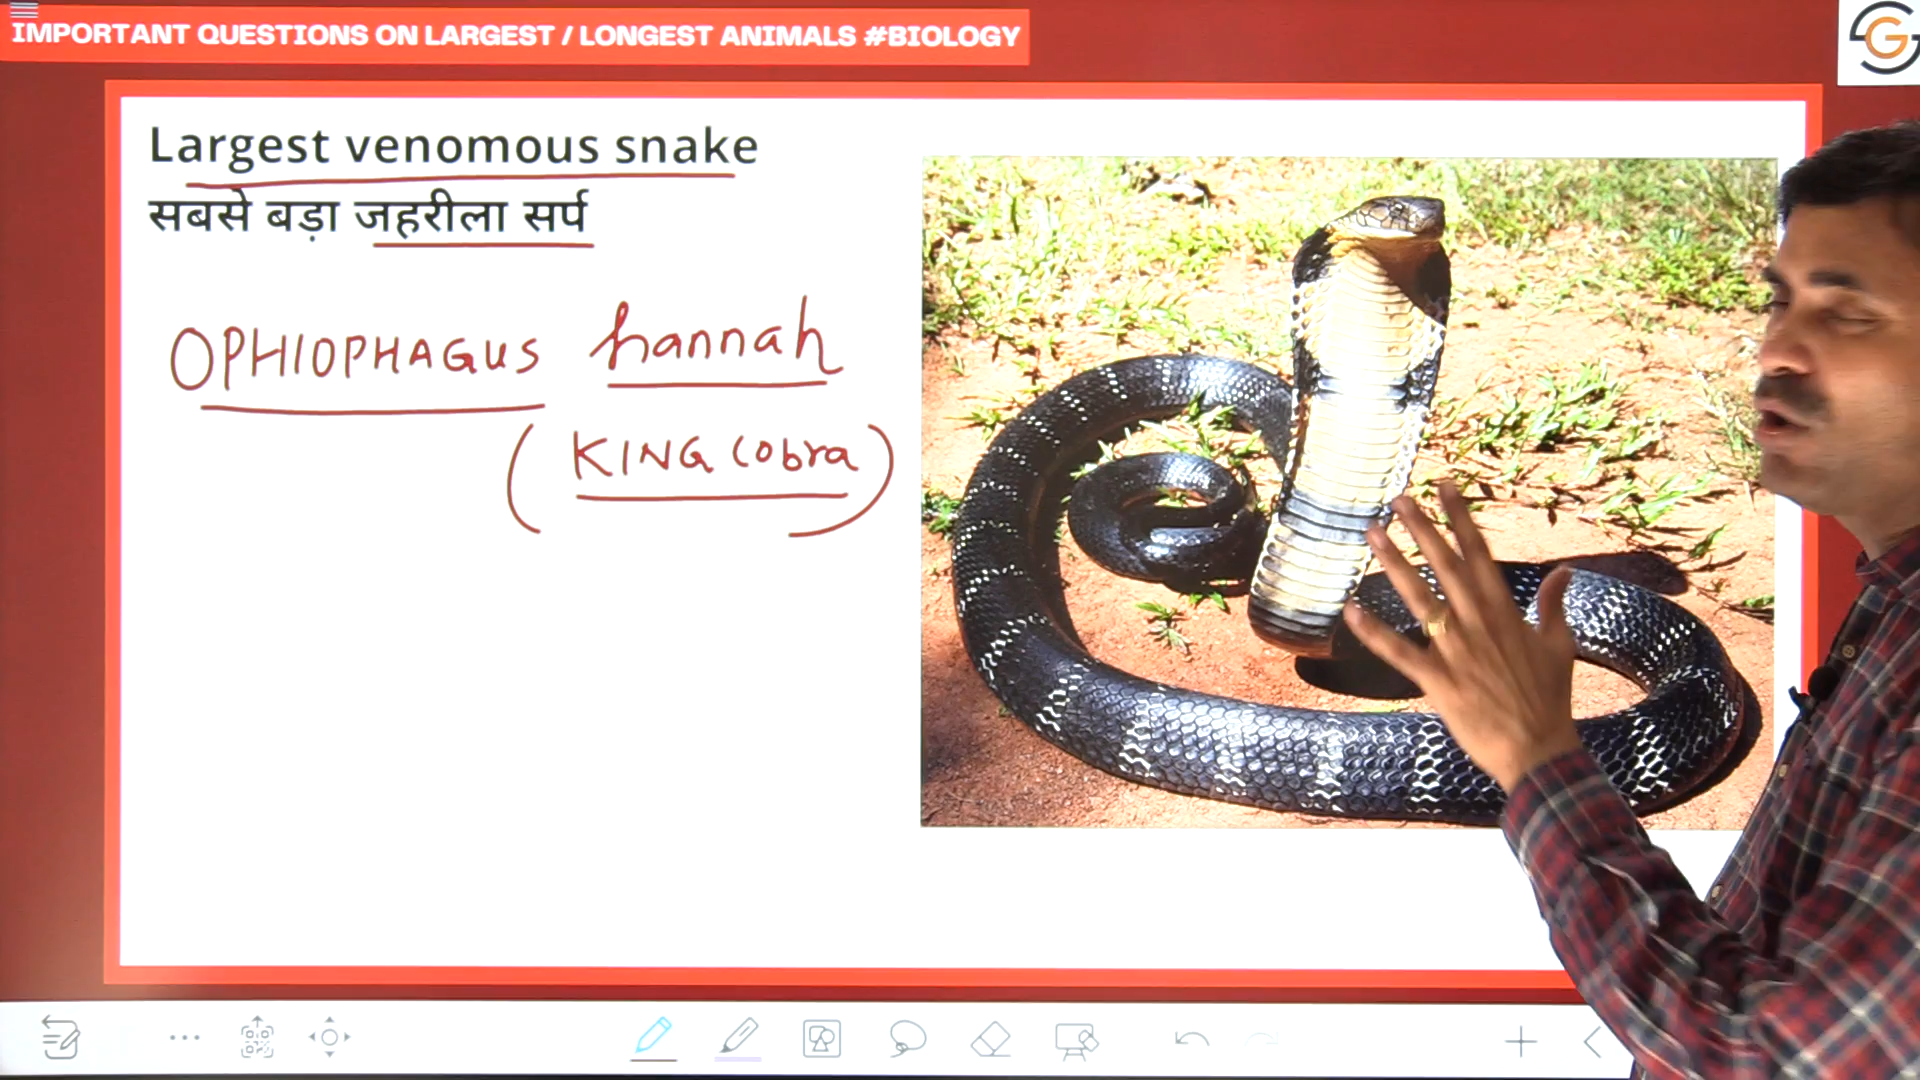 IMPORTANT QUESTIONS ON LARGEST / LONGEST ANIMALS #BIOLOGY
Largest venomous snake
सबसे बड़ा जहरीला सर्प
OPHIOPHAGUS hannah
(KING cobra)